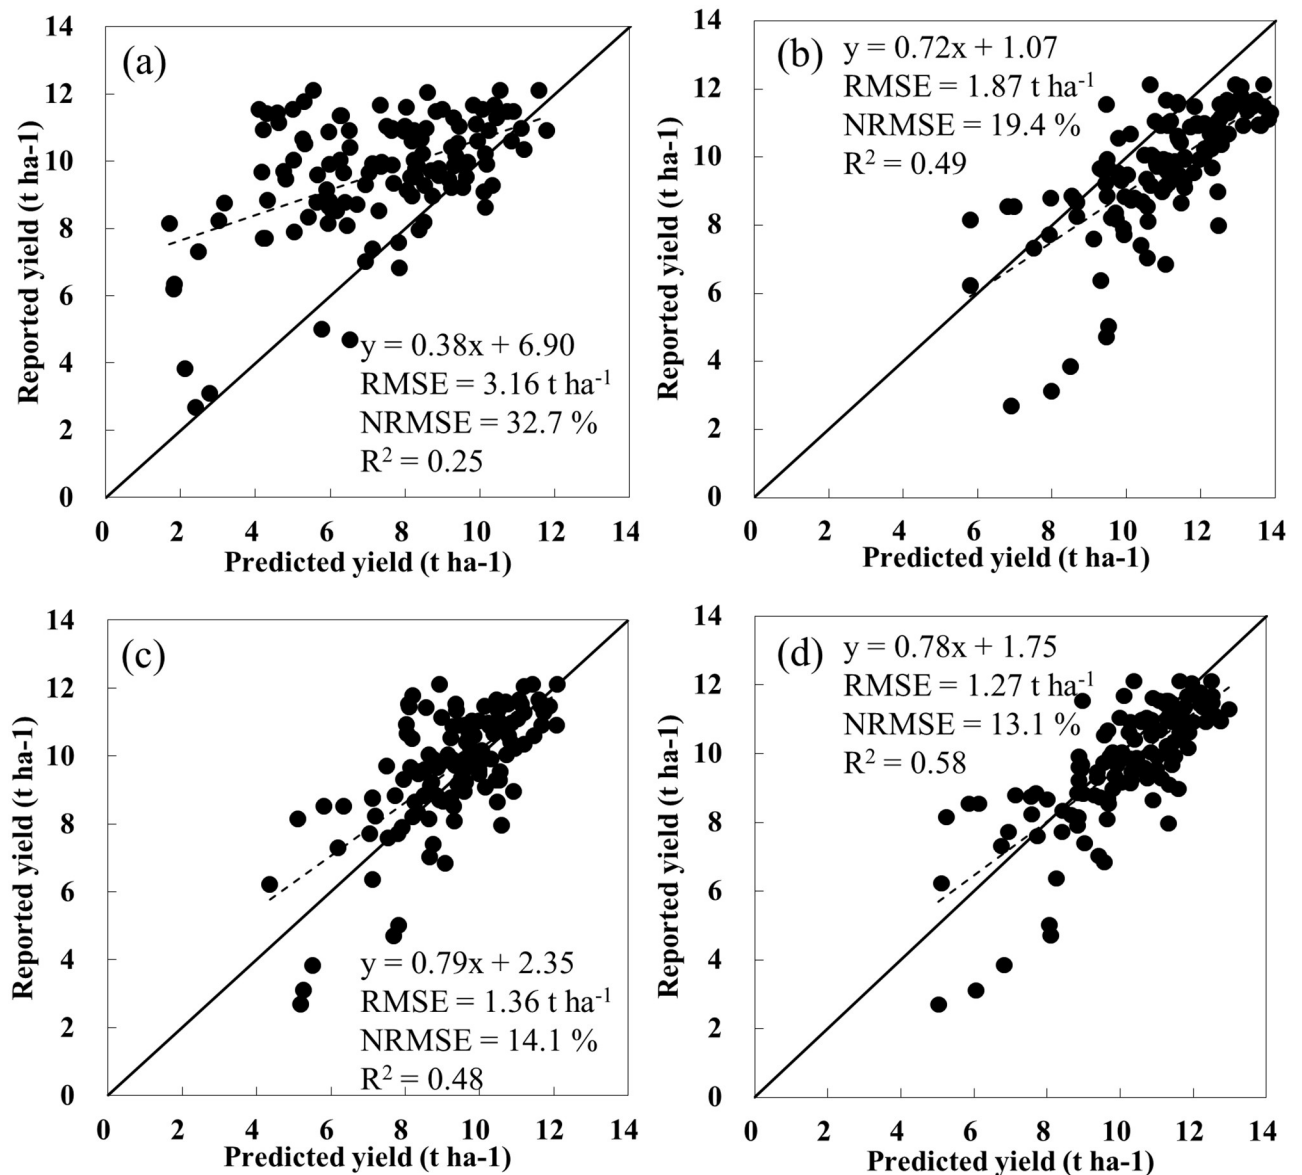 (a)
14
12
10
8
6
4
2
0
Reported yield (t ha-1)
y = 0.38x + 6.90
RMSE = 3.16 t ha-1
NRMSE = 32.7 %
R2 = 0.25
0 2 4 6 8 10 12 14
Predicted yield (t ha-1)
(b)
y = 0.72x + 1.07
RMSE = 1.87 t ha-1
NRMSE = 19.4 %
R2 = 0.49
14
12
10
8
6
4
2
0
Reported yield (t ha-1)
0 2 4 6 8 10 12 14
Predicted yield (t ha-1)
(c)
14
12
10
8
6
4
2
0
Reported yield (t ha-1)
y = 0.79x + 2.35
RMSE = 1.36 t ha-1
NRMSE = 14.1 %
R2 = 0.48
0 2 4 6 8 10 12 14
Predicted yield (t ha-1)
(d)
y = 0.78x + 1.75
RMSE = 1.27 t ha-1
NRMSE = 13.1 %
R2 = 0.58
14
12
10
8
6
4
2
0
Reported yield (t ha-1)
0 2 4 6 8 10 12 14
Predicted yield (t ha-1)